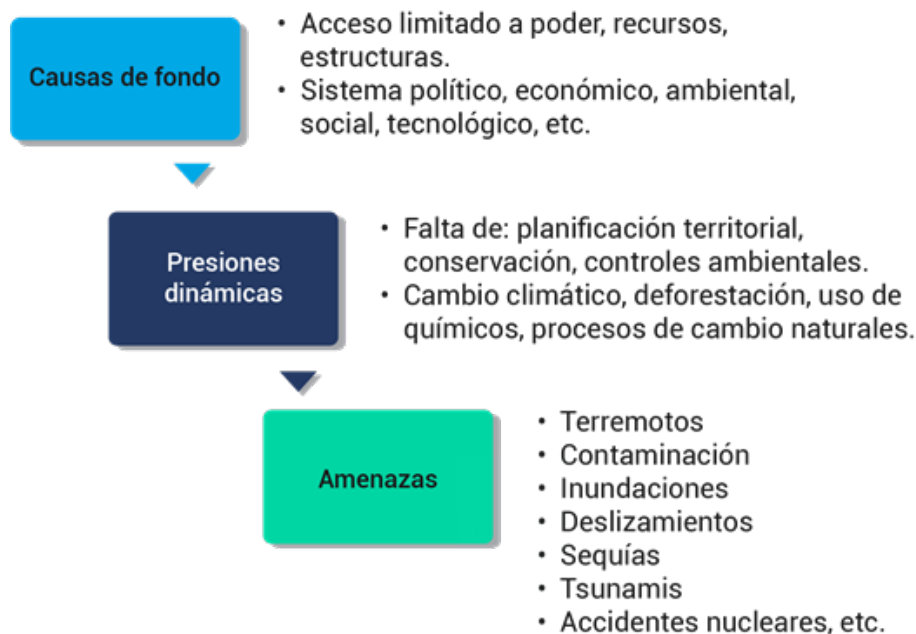 Causas de fondo
• Acceso limitado a poder, recursos,
estructuras.
• Sistema político, económico, ambiental,
social, tecnológico, etc.
Presiones
dinámicas
• Falta de: planificación territorial,
conservación, controles ambientales.
• Cambio climático, deforestación, uso de
químicos, procesos de cambio naturales.
Amenazas
• Terremotos
• Contaminación
• Inundaciones
• Deslizamientos
• Sequías
• Tsunamis
• Accidentes nucleares, etc.